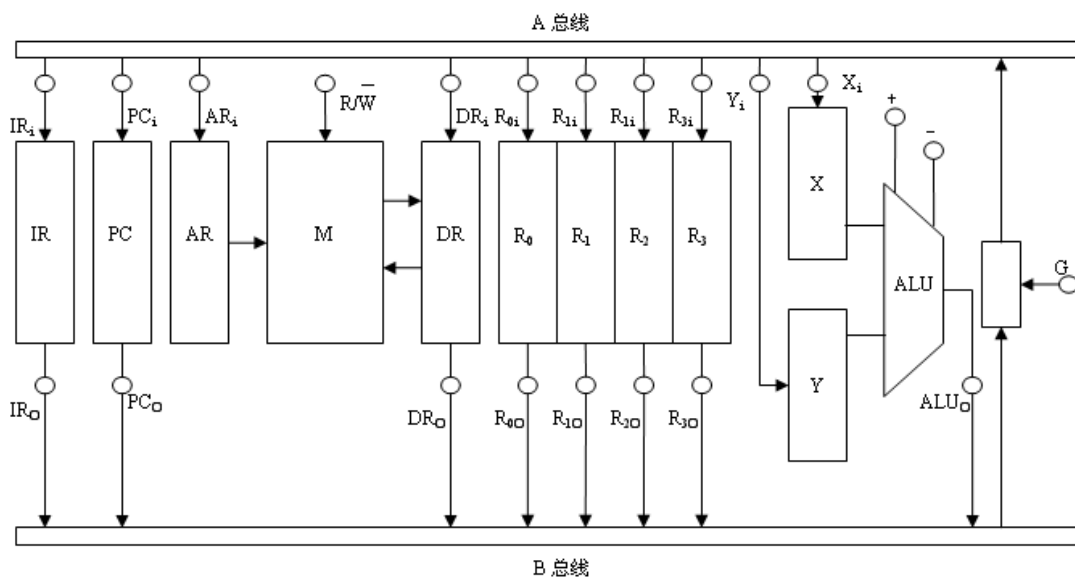 A 总线
IRᵢ PCᵢ ARᵢ R/W̅ DRᵢ R₀ᵢ R₁ᵢ R₁ᵢ R₃ᵢ Yᵢ Xᵢ + -
IR PC AR M DR R₀ R₁ R₂ R₃ X ALU G
Y
IRₒ PCₒ DRₒ R₀ₒ R₁ₒ R₂ₒ R₃ₒ ALUₒ
B 总线